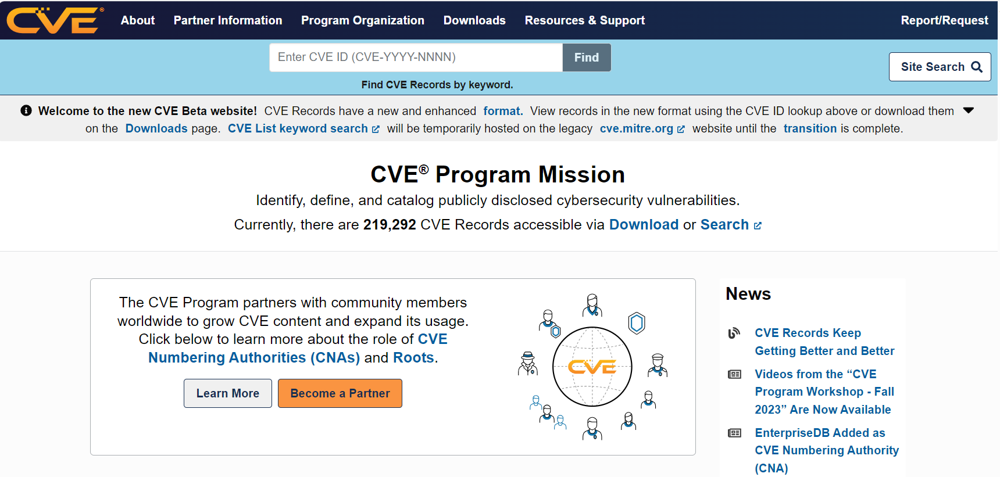 CVE®
About Partner Information Program Organization Downloads Resources & Support Report/Request
Enter CVE ID (CVE-YYYY-NNNN) Find
Site Search
Find CVE Records by keyword.
Welcome to the new CVE Beta website! CVE Records have a new and enhanced format. View records in the new format using the CVE ID lookup above or download them
on the Downloads page. CVE List keyword search will be temporarily hosted on the legacy cve.mitre.org website until the transition is complete.
CVE® Program Mission
Identify, define, and catalog publicly disclosed cybersecurity vulnerabilities.
Currently, there are 219,292 CVE Records accessible via Download or Search
The CVE Program partners with community members
worldwide to grow CVE content and expand its usage.
Click below to learn more about the role of CVE
Numbering Authorities (CNAs) and Roots.
Learn More Become a Partner
CVE
News
CVE Records Keep
Getting Better and Better
Videos from the “CVE
Program Workshop - Fall
2023” Are Now Available
EnterpriseDB Added as
CVE Numbering Authority
(CNA)